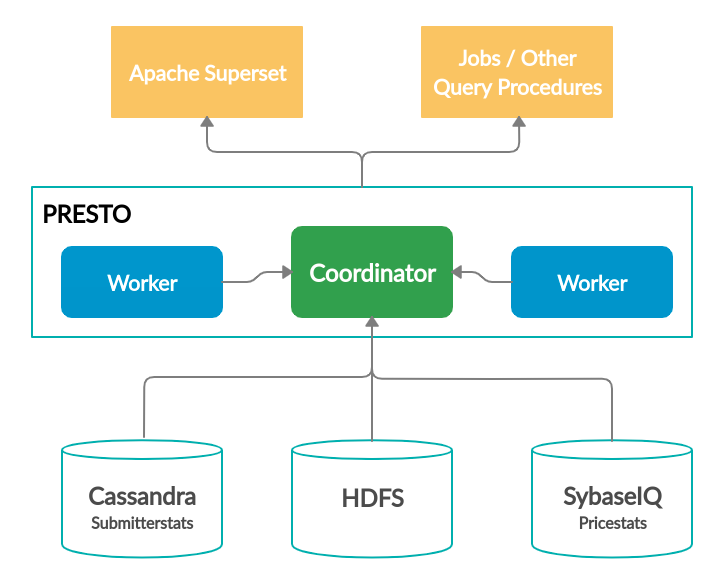 Apache Superset
Jobs / Other
Query Procedures
PRESTO
Worker
Coordinator
Worker
Cassandra
Submitterstats
HDFS
SybaseIQ
Pricestats